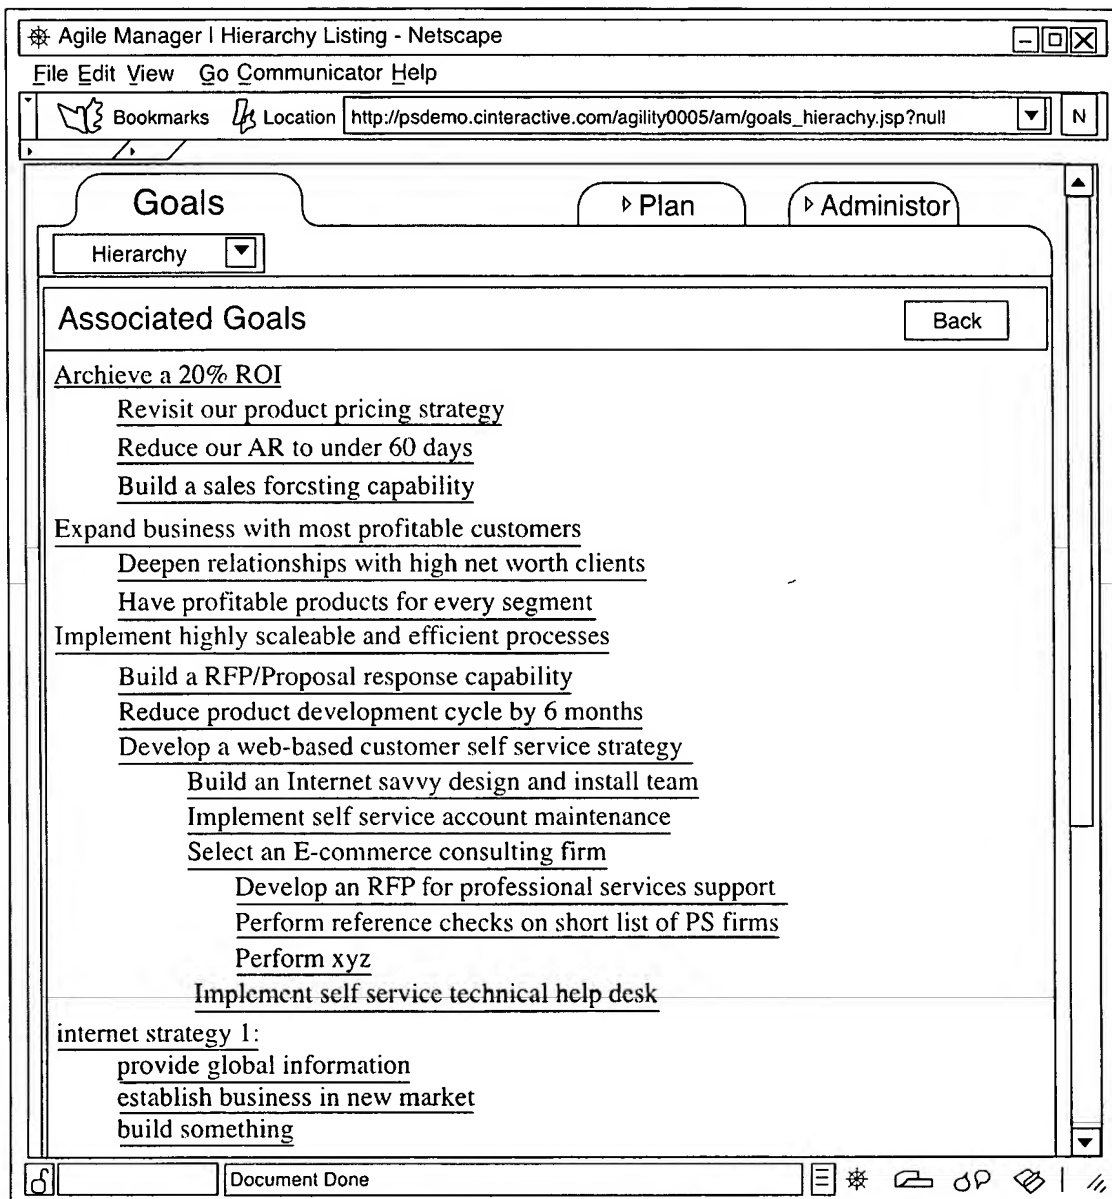 Agile Manager | Hierarchy Listing - Netscape
File Edit View Go Communicator Help
Bookmarks Location http://psdemo.cinteractive.com/agility0005/am/goals_hierachy.jsp?null N
Goals Plan Administor
Hierarchy
Associated Goals Back
Archieve a 20% ROI
Revisit our product pricing strategy
Reduce our AR to under 60 days
Build a sales forcsting capability
Expand business with most profitable customers
Deepen relationships with high net worth clients
Have profitable products for every segment
Implement highly scaleable and efficient processes
Build a RFP/Proposal response capability
Reduce product development cycle by 6 months
Develop a web-based customer self service strategy
Build an Internet savvy design and install team
Implement self service account maintenance
Select an E-commerce consulting firm
Develop an RFP for professional services support
Perform reference checks on short list of PS firms
Perform xyz
Implement self service technical help desk
internet strategy 1:
provide global information
establish business in new market
build something
Document Done